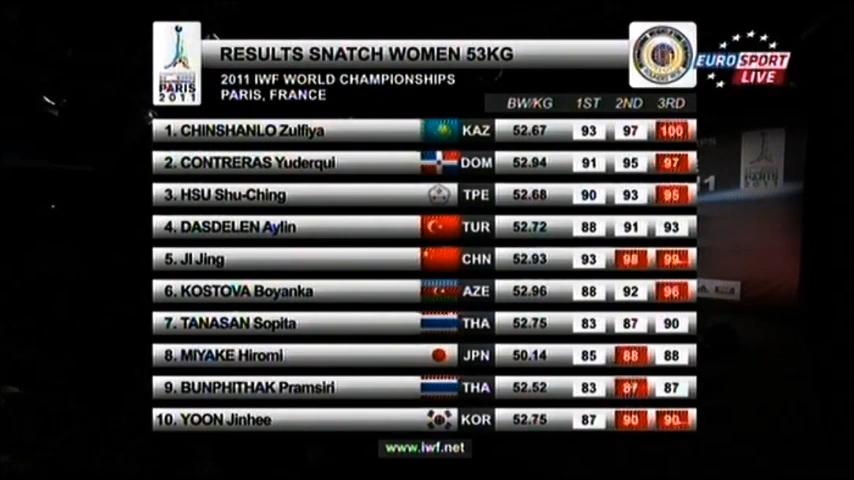 RESULTS SNATCH WOMEN 53KG
EUROSPORT
LIVE
2011 IWF WORLD CHAMPIONSHIPS
PARIS, FRANCE
PARIS
2011
BW/KG 1ST 2ND 3RD
1. CHINSHANLO Zulfiya KAZ 52.67 93 97 100
2. CONTRERAS Yuderqui DOM 52.94 91 95 97
3. HSU Shu-Ching TPE 52.68 90 93 95
4. DASDELEN Aylin TUR 52.72 88 91 93
5. JI Jing CHN 52.93 93 98 99
6. KOSTOVA Boyanka AZE 52.96 88 92 96
7. TANASAN Sopita THA 52.75 83 87 90
8. MIYAKE Hiromi JPN 50.14 85 88 88
9. BUNPHITHAK Pramsiri THA 52.52 83 87 87
10. YOON Jinhee KOR 52.75 87 90 90
www.iwf.net